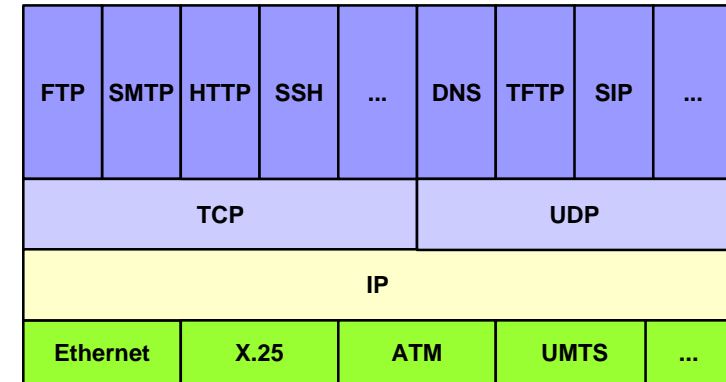 FTP SMTP HTTP SSH ... DNS TFTP SIP ...
TCP UDP
IP
Ethernet X.25 ATM UMTS ...